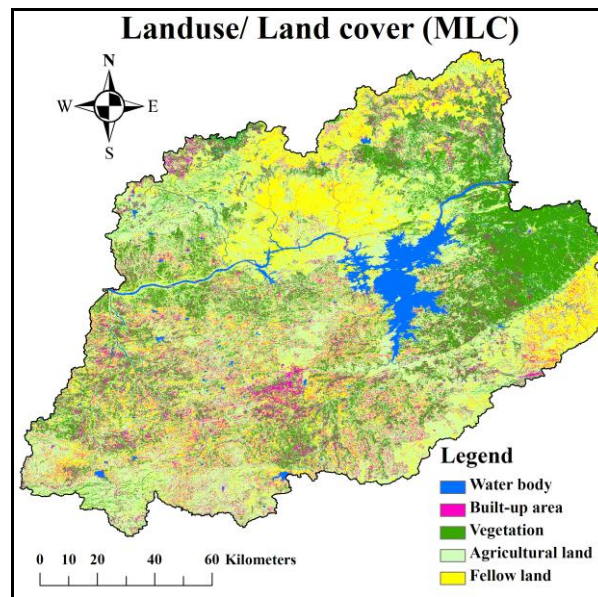 Landuse/ Land cover (MLC)
N
W E
S
Legend
Water body
Built-up area
Vegetation
Agricultural land
Fellow land
0 10 20 40 60 Kilometers